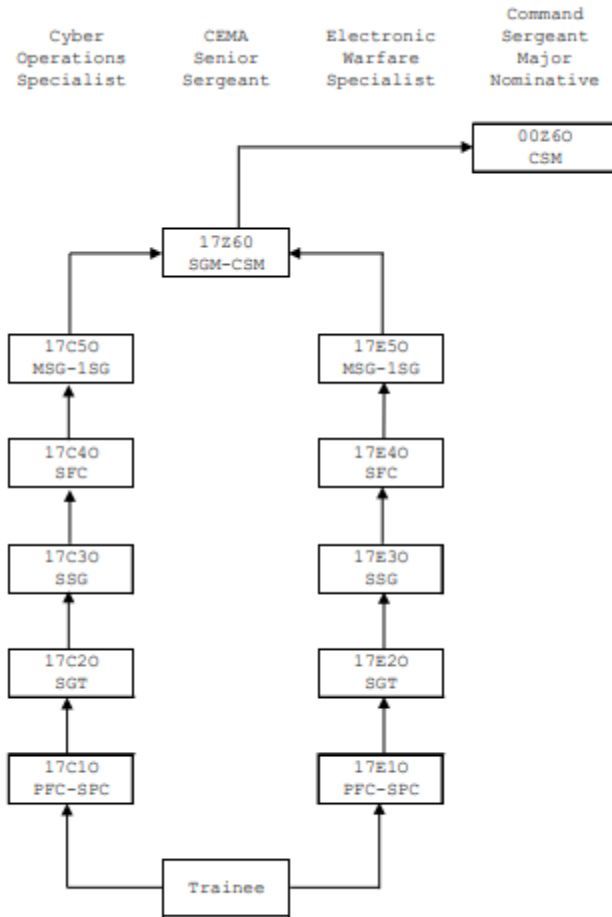 Cyber
Operations
Specialist
CEMA
Senior
Sergeant
Electronic
Warfare
Specialist
Command
Sergeant
Major
Nominative
00Z6O
CSM
17Z6O
SGM-CSM
17C5O
MSG-1SG
17E5O
MSG-1SG
17C4O
SFC
17E4O
SFC
17C3O
SSG
17E3O
SSG
17C2O
SGT
17E2O
SGT
17C1O
PFC-SPC
17E1O
PFC-SPC
Trainee